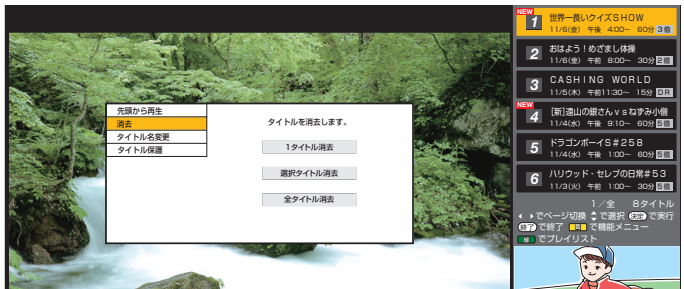 先頭から再生
消去
タイトル名変更
タイトル保護
タイトルを消去します。
1タイトル消去
選択タイトル消去
全タイトル消去
NEW
1 世界一長いクイズSHOW
11/6(金) 午後 4:00〜 60分 3倍
2 おはよう!めざまし体操
11/6(金) 午前 8:00〜 30分 2倍
3 CASHING WORLD
11/5(木) 午前11:30〜 15分 DR
NEW
4 [新]遠山の銀さんvsねずみ小僧
11/4(水) 午後 9:10〜 60分 5倍
5 ドラゴンボーイS#258
11/4(水) 午後 1:00〜 60分 5倍
6 ハリウッド・セレブの日常#53
11/3(火) 午前 1:00〜 30分 5倍
1/全 8タイトル
でページ切換 で選択 決定 で実行
終了 で終了 黄 で機能メニュー
緑 でプレイリスト